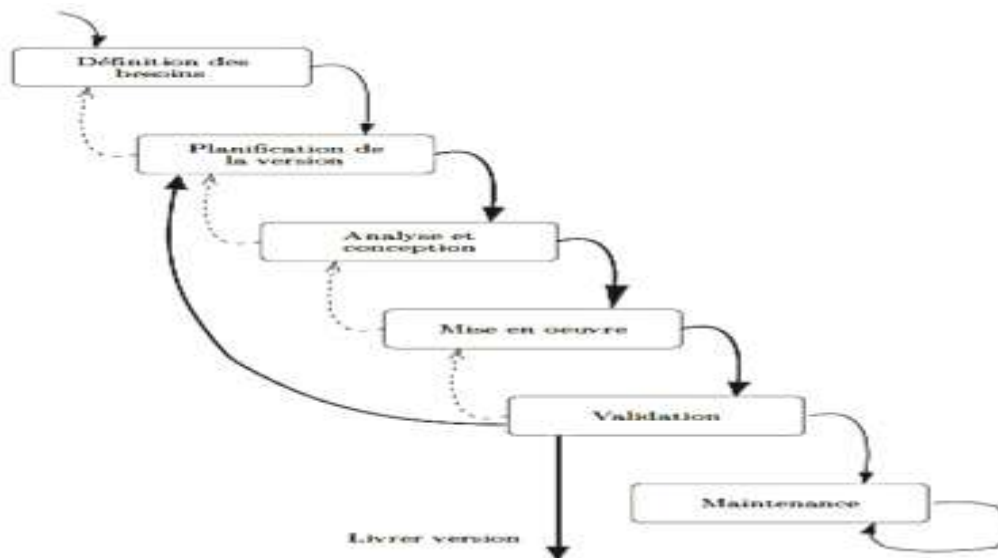 Définition des
besoins
Planification de
la version
Analyse et
conception
Mise en oeuvre
Validation
Maintenance
Livrer version